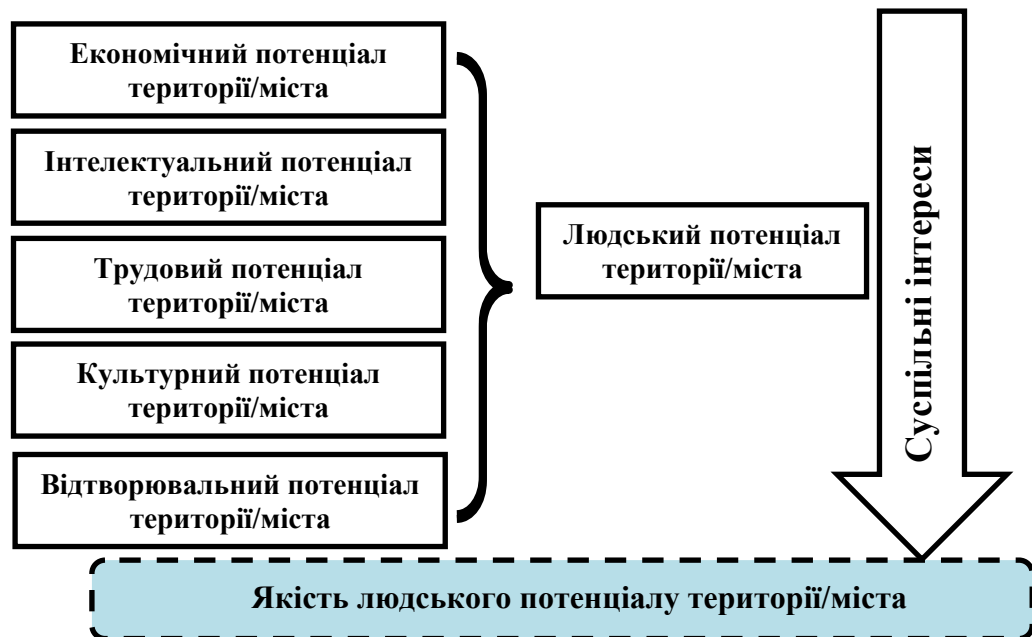 Економічний потенціал
території/міста
Інтелектуальний потенціал
території/міста
Трудовий потенціал
території/міста
Культурний потенціал
території/міста
Відтворювальний потенціал
території/міста
Людський потенціал
території/міста
Суспільні інтереси
Якість людського потенціалу території/міста